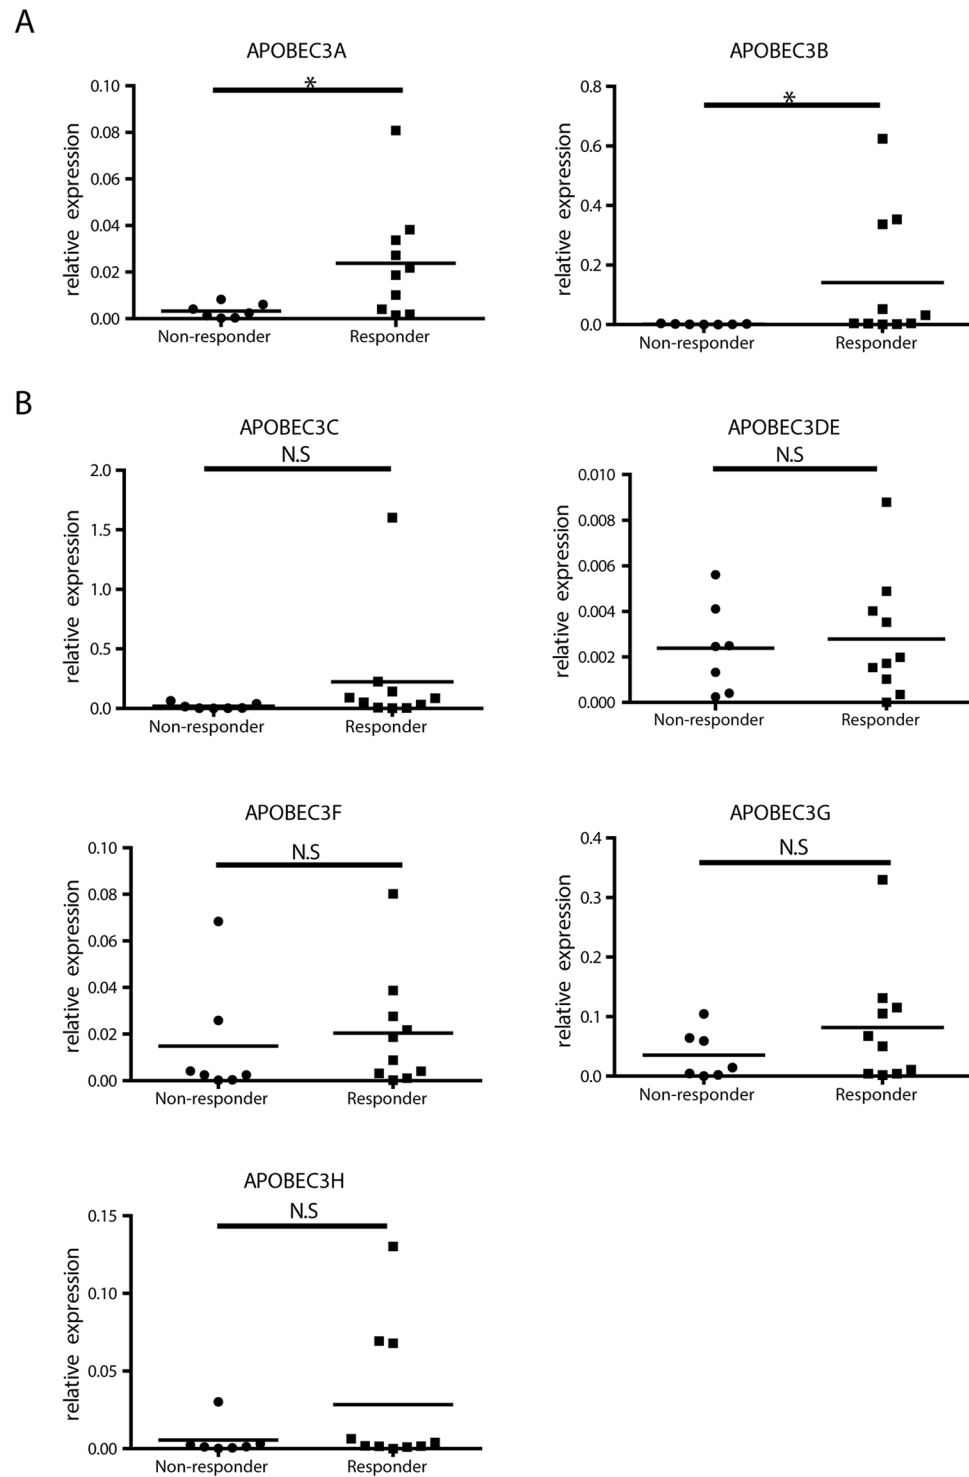 A
APOBEC3A
*
0.10
0.08
0.06
0.04
0.02
0.00
relative expression
Non-responder
Responder
APOBEC3B
*
0.8
0.6
0.4
0.2
0.0
relative expression
Non-responder
Responder
B
APOBEC3C
N.S
2.0
1.5
1.0
0.5
0.0
relative expression
Non-responder
Responder
APOBEC3DE
N.S
0.010
0.008
0.006
0.004
0.002
0.000
relative expression
Non-responder
Responder
APOBEC3F
N.S
0.10
0.08
0.06
0.04
0.02
0.00
relative expression
Non-responder
Responder
APOBEC3G
N.S
0.4
0.3
0.2
0.1
0.0
relative expression
Non-responder
Responder
APOBEC3H
N.S
0.15
0.10
0.05
0.00
relative expression
Non-responder
Responder